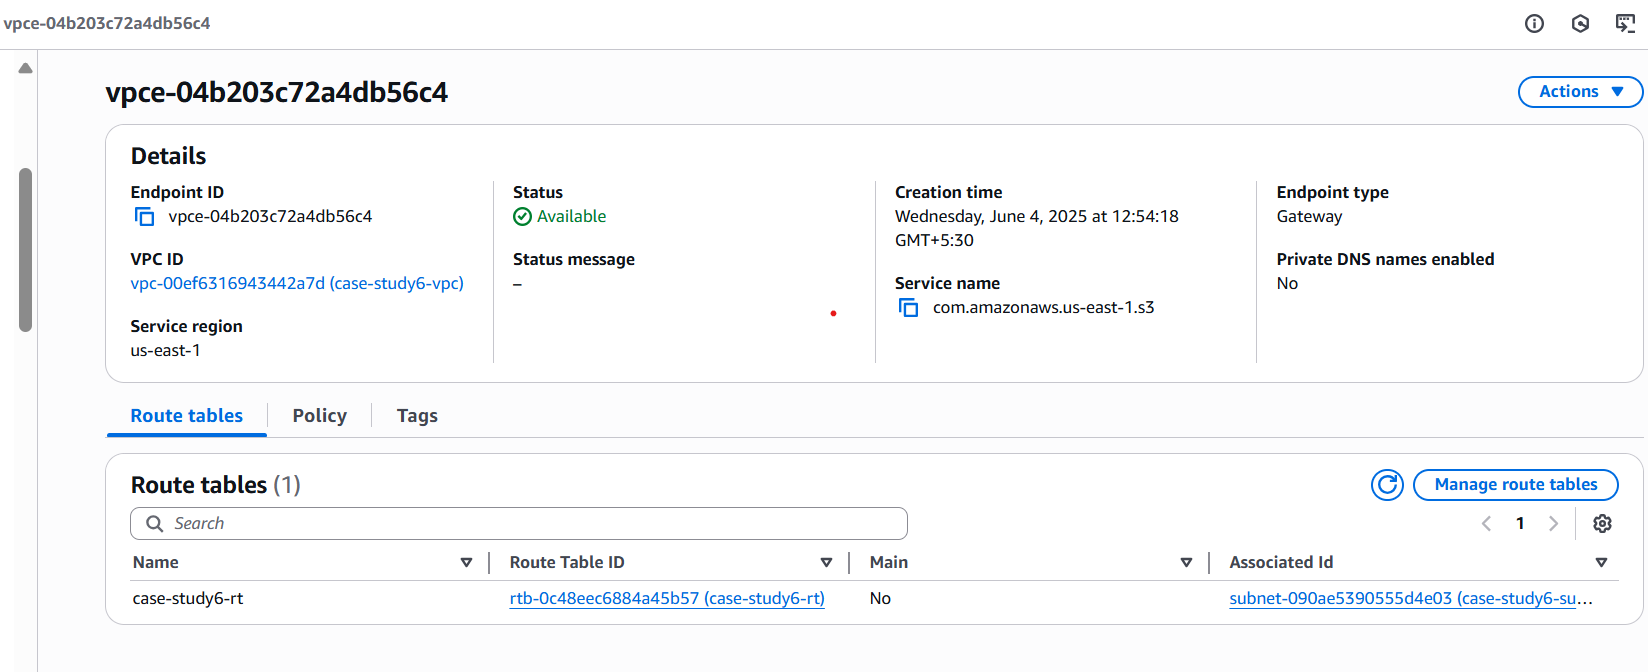 vpce-04b203c72a4db56c4
vpce-04b203c72a4db56c4
Actions
Details
Endpoint ID
vpce-04b203c72a4db56c4
VPC ID
vpc-00ef6316943442a7d (case-study6-vpc)
Service region
us-east-1
Status
Available
Status message
–
Creation time
Wednesday, June 4, 2025 at 12:54:18
GMT+5:30
Service name
com.amazonaws.us-east-1.s3
Endpoint type
Gateway
Private DNS names enabled
No
Route tables
Policy
Tags
Route tables (1)
Manage route tables
Search
1
Name
Route Table ID
Main
Associated Id
case-study6-rt
rtb-0c48eec6884a45b57 (case-study6-rt)
No
subnet-090ae5390555d4e03 (case-study6-su...